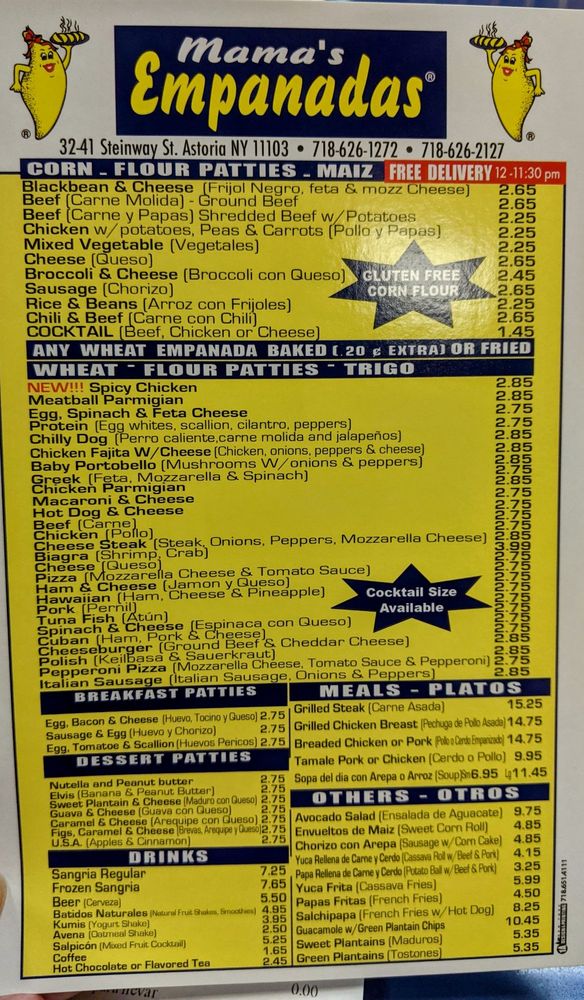 Mama's
Empanadas®
32-41 Steinway St. Astoria NY 11103 • 718-626-1272 • 718-626-2127
CORN - FLOUR PATTIES - MAIZ FREE DELIVERY 12 -11:30 pm
Blackbean & Cheese (Frijol Negro, feta & mozz Cheese) 2.65
Beef (Carne Molida) - Ground Beef 2.25
Beef (Carne y Papas) Shredded Beef w/Potatoes 2.25
Chicken w/potatoes, Peas & Carrots (Pollo y Papas) 2.25
Mixed Vegetable (Vegetales) 2.25
Cheese (Queso) 2.65
Broccoli & Cheese (Broccoli con Queso) 2.45
Sausage (Chorizo) 2.65
Rice & Beans (Arroz con Frijoles) 2.25
Chili & Beef (Carne con Chili) 2.65
COCKTAIL (Beef, Chicken or Cheese) 1.45
GLUTEN FREE
CORN FLOUR
ANY WHEAT EMPANADA BAKED (.20 ¢ EXTRA) OR FRIED
WHEAT - FLOUR PATTIES - TRIGO
NEW!!! Spicy Chicken 2.85
Meatball Parmigian 2.85
Egg, Spinach & Feta Cheese 2.75
Protein (Egg whites, scallion, cilantro, peppers) 2.75
Chilly Dog (Perro caliente,carne molida and jalapeños) 2.85
Chicken Fajita W/Cheese (Chicken, onions, peppers & cheese) 2.85
Baby Portobello (Mushrooms W/onions & peppers) 2.85
Greek (Feta, Mozzarella & Spinach) 2.75
Chicken Parmigian 2.85
Macaroni & Cheese 2.75
Hot Dog & Cheese 2.75
Beef (Carne) 2.75
Chicken (Pollo) 2.75
Cheese Steak (Steak, Onions, Peppers, Mozzarella Cheese) 2.85
Biagra (Shrimp, Crab) 3.99
Cheese (Queso) 2.75
Pizza (Mozzarella Cheese & Tomato Sauce) 2.75
Ham & Cheese (Jamon y Queso) 2.75
Hawaiian (Ham, Cheese & Pineapple) 2.75
Pork (Pernil) 2.75
Tuna Fish (Atún) 2.75
Spinach & Cheese (Espinaca con Queso) 2.75
Cuban (Ham, Pork & Cheese) 2.75
Cheeseburger (Ground Beef & Cheddar Cheese) 2.85
Polish (Keilbasa & Sauerkraut) 2.85
Pepperoni Pizza (Mozzarella Cheese, Tomato Sauce & Pepperoni) 2.75
Italian Sausage (Italian Sausage, Onions & Peppers) 2.85
Cocktail Size
Available
BREAKFAST PATTIES
Egg, Bacon & Cheese (Huevo, Tocino y Queso) 2.75
Sausage & Egg (Huevo y Chorizo) 2.75
Egg, Tomatoe & Scallion (Huevos Pericos) 2.75
DESSERT PATTIES
Nutella and Peanut butter 2.75
Elvis (Banana & Peanut Butter) 2.75
Sweet Plantain & Cheese (Maduro con Queso) 2.75
Guava & Cheese (Guava con Queso) 2.75
Caramel & Cheese (Arequipe con Queso) 2.75
Figs, Caramel & Cheese (Brevas, Arequipe y Queso) 2.75
U.S.A. (Apples & Cinnamon) 2.75
DRINKS
Sangria Regular 7.25
Frozen Sangria 7.65
Beer (Cerveza) 5.50
Batidos Naturales (Natural Fruit Shakes, Smoothies) 4.95
Kumis (Yogurt Shake) 3.95
Avena (Oatmeal Shake) 2.50
Salpicón (Mixed Fruit Cocktail) 5.25
Coffee 1.65
Hot Chocolate or Flavored Tea 2.45
MEALS - PLATOS
Grilled Steak (Carne Asada) 15.25
Grilled Chicken Breast (Pechuga de Pollo Asada) 14.75
Breaded Chicken or Pork (Pollo o Cerdo Empanizado) 14.75
Tamale Pork or Chicken (Cerdo o Pollo) 9.95
Sopa del dia con Arepa o Arroz (Soup) Sm 6.95 Lg 11.45
OTHERS - OTROS
Avocado Salad (Ensalada de Aguacate) 9.75
Envueltos de Maiz (Sweet Corn Roll) 4.85
Chorizo con Arepa (Sausage w/Corn Cake) 4.85
Yuca Rellena de Carne y Cerdo (Cassava Roll w/Beef & Pork) 4.15
Papa Rellena de Carne y Cerdo (Potato Ball w/Beef & Pork) 3.25
Yuca Frita (Cassava Fries) 5.99
Papas Fritas (French Fries) 4.50
Salchipapa (French Fries w/Hot Dog) 8.25
Guacamole w/Green Plantain Chips 10.45
Sweet Plantains (Maduros) 5.35
Green Plantains (Tostones) 5.35
718.651.4111
0.00